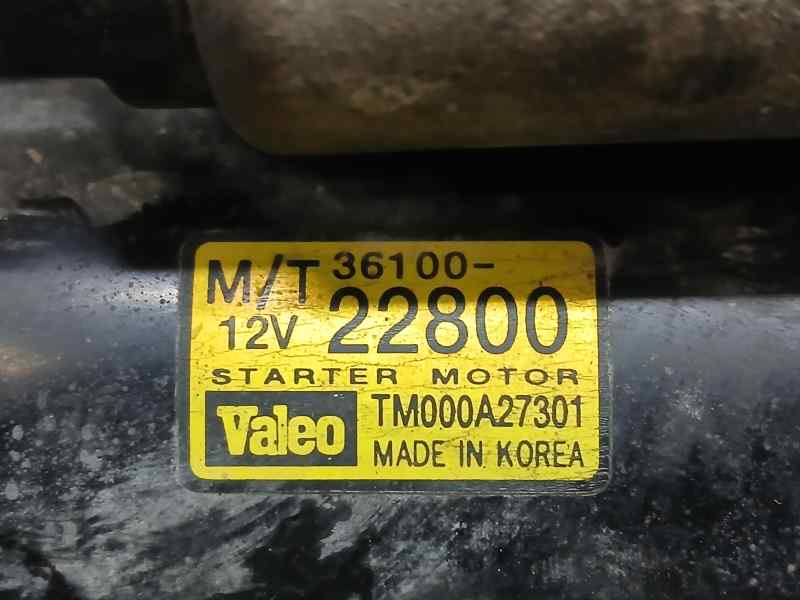 M/T 36100-
12V 22800
STARTER MOTOR
Valeo TM000A27301
MADE IN KOREA